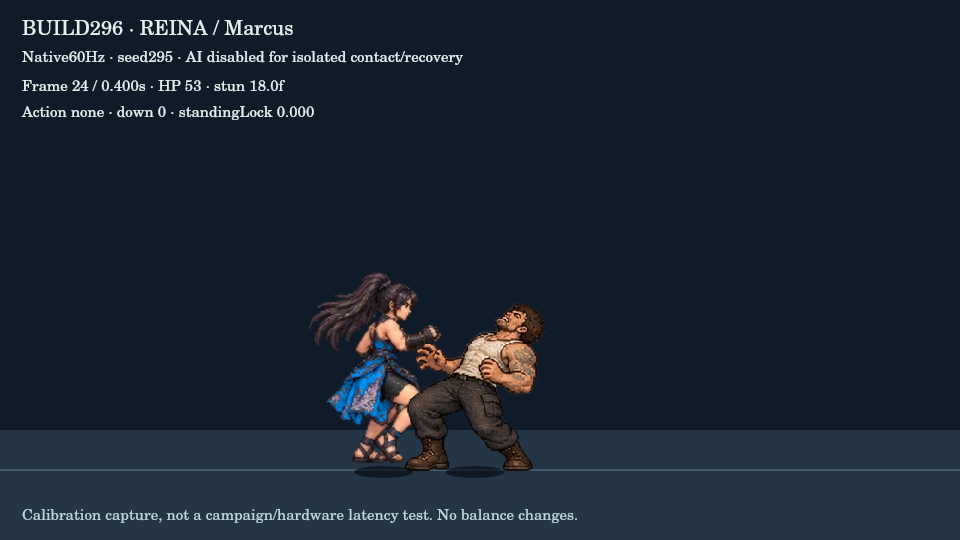 BUILD296 · REINA / Marcus
Native60Hz · seed295 · AI disabled for isolated contact/recovery
Frame 24 / 0.400s · HP 53 · stun 18.0f
Action none · down 0 · standingLock 0.000
Calibration capture, not a campaign/hardware latency test. No balance changes.